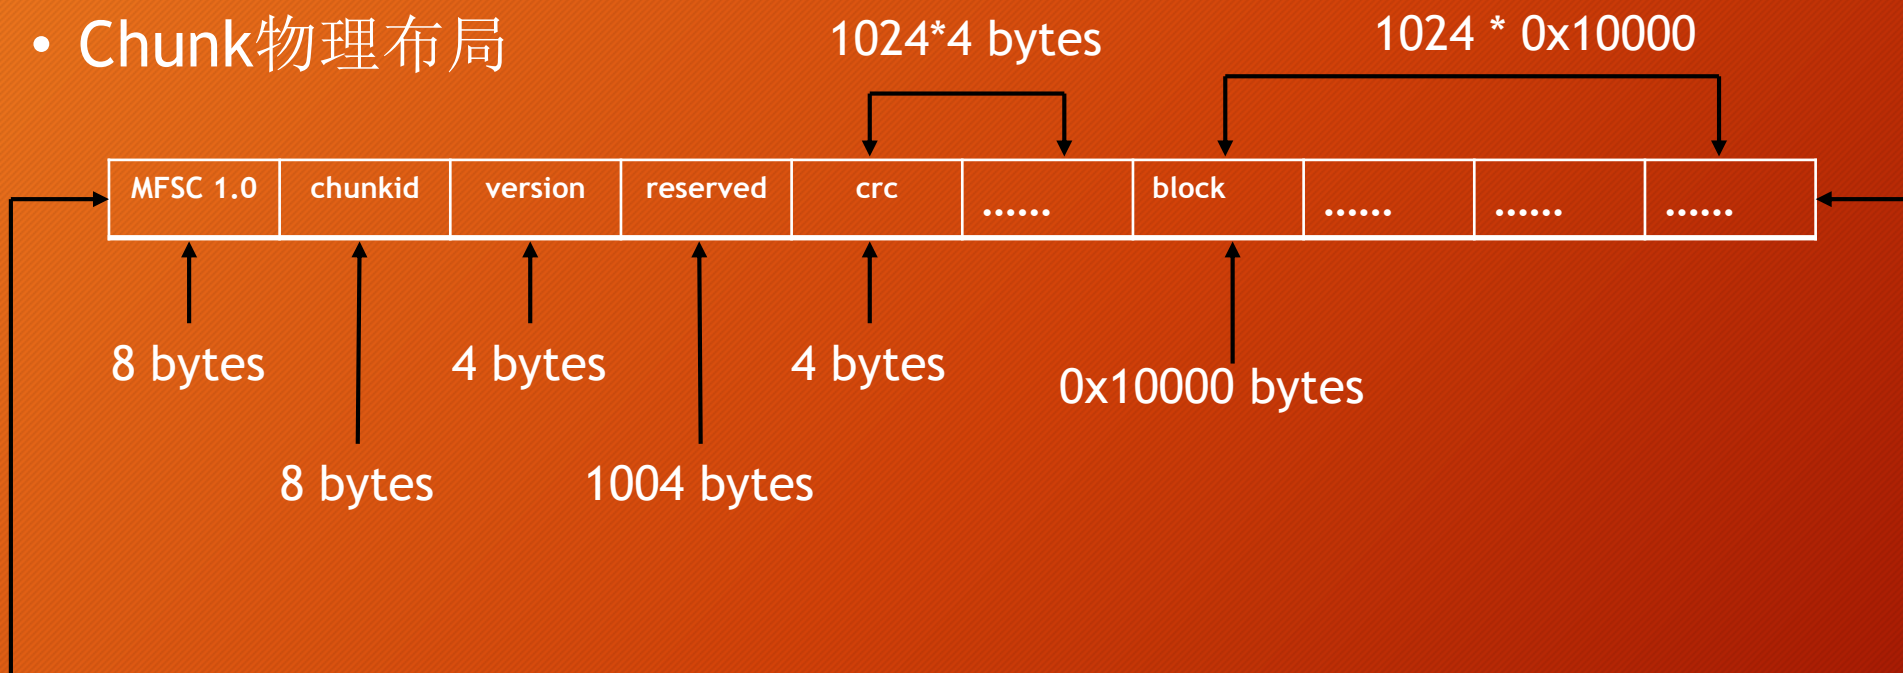 • Chunk物理布局
1024*4 bytes
1024 * 0x10000
MFSC 1.0 chunkid version reserved crc ...... block ...... ...... ......
8 bytes 4 bytes 4 bytes 0x10000 bytes
8 bytes 1004 bytes